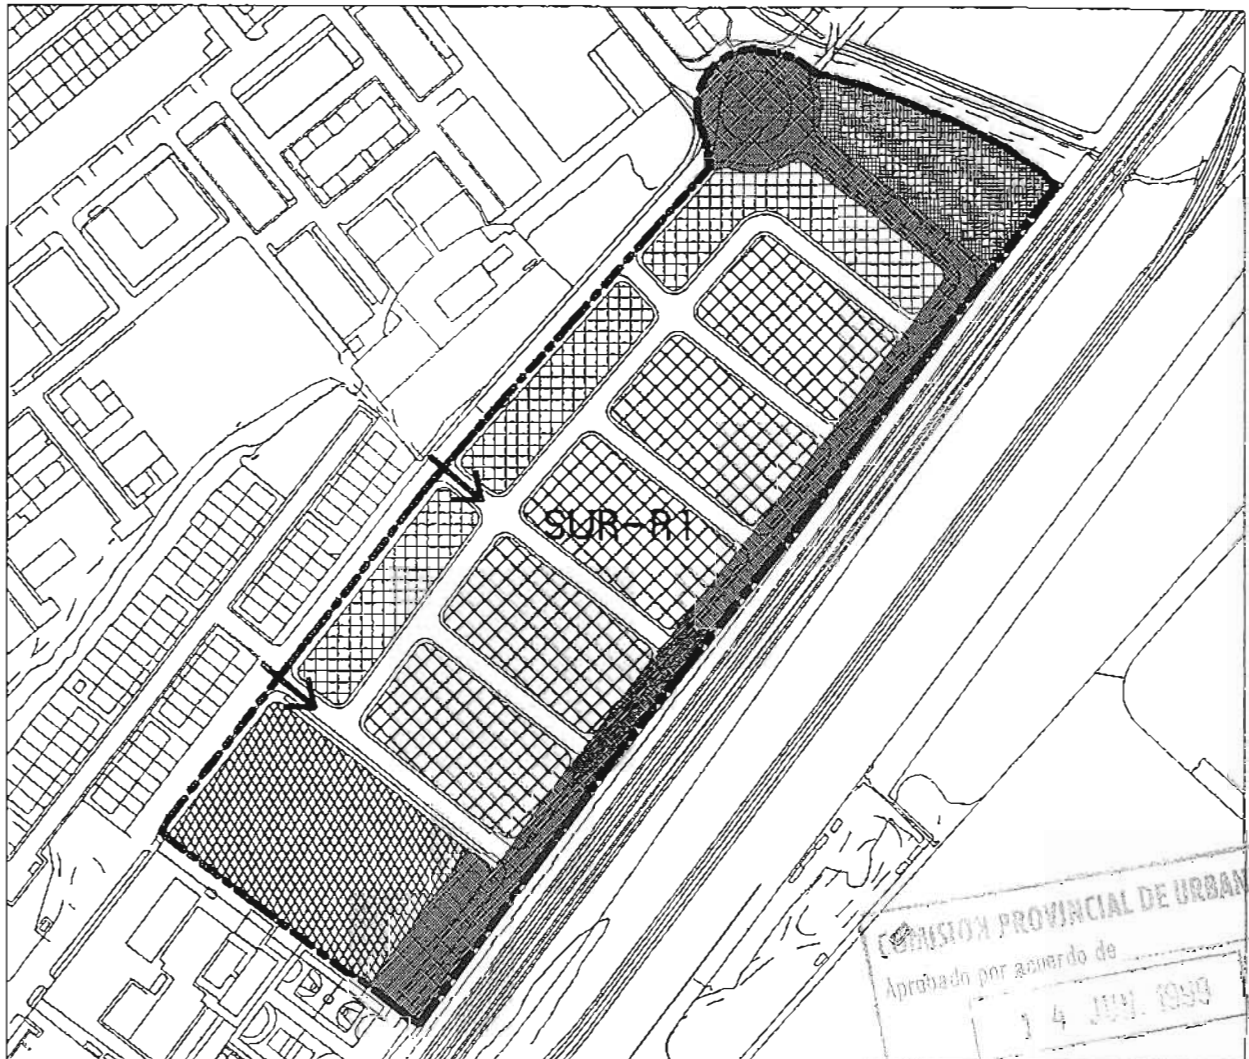 SUR-R1
COMISION PROVINCIAL DE URBAN
Aprobado por acuerdo de
1 4 JUN. 1999